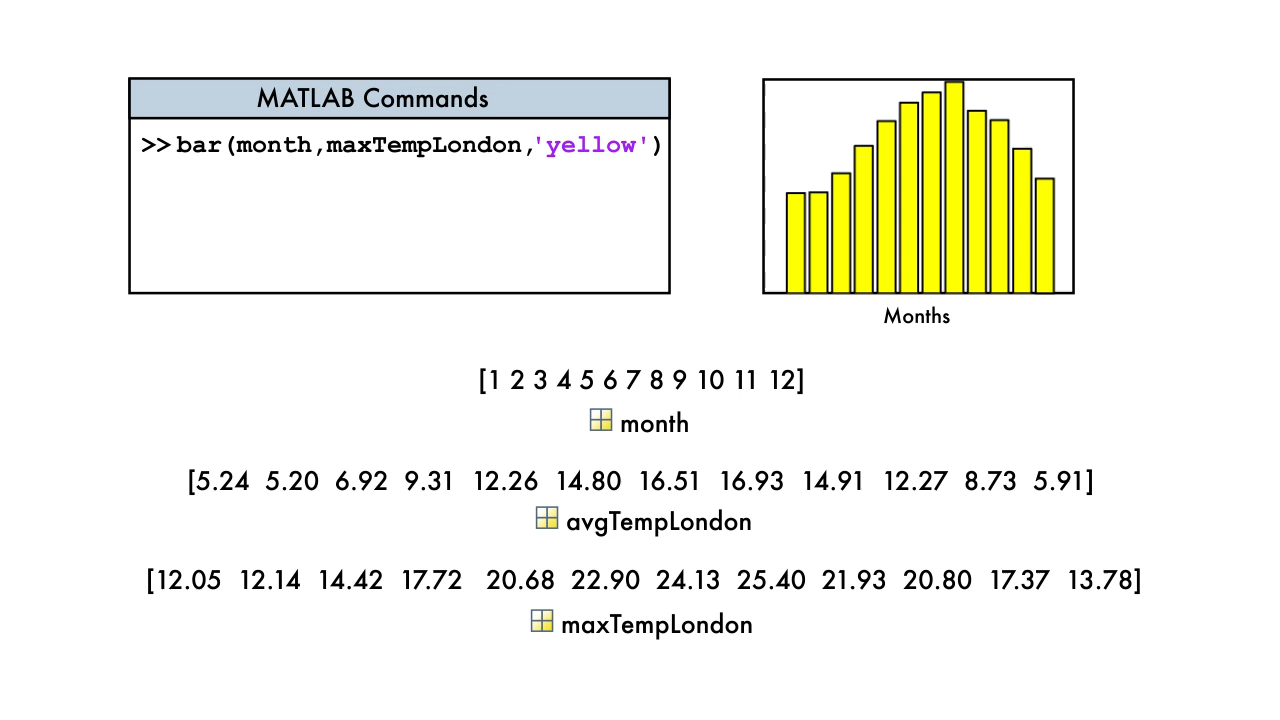 MATLAB Commands
>> bar(month,maxTempLondon,'yellow')
Months
[1 2 3 4 5 6 7 8 9 10 11 12]
month
[5.24 5.20 6.92 9.31 12.26 14.80 16.51 16.93 14.91 12.27 8.73 5.91]
avgTempLondon
[12.05 12.14 14.42 17.72 20.68 22.90 24.13 25.40 21.93 20.80 17.37 13.78]
maxTempLondon